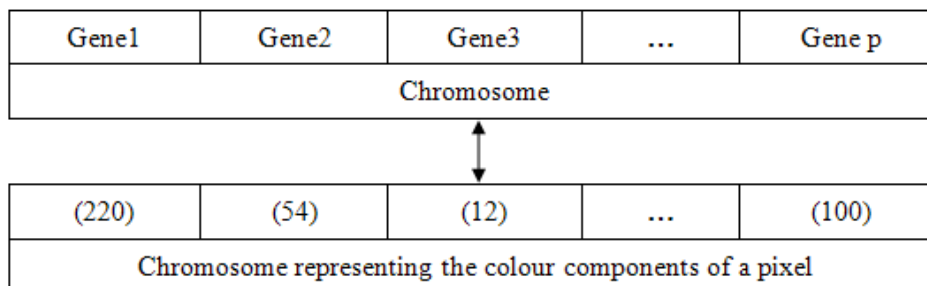 Gene1 Gene2 Gene3 ... Gene p
Chromosome
(220) (54) (12) ... (100)
Chromosome representing the colour components of a pixel